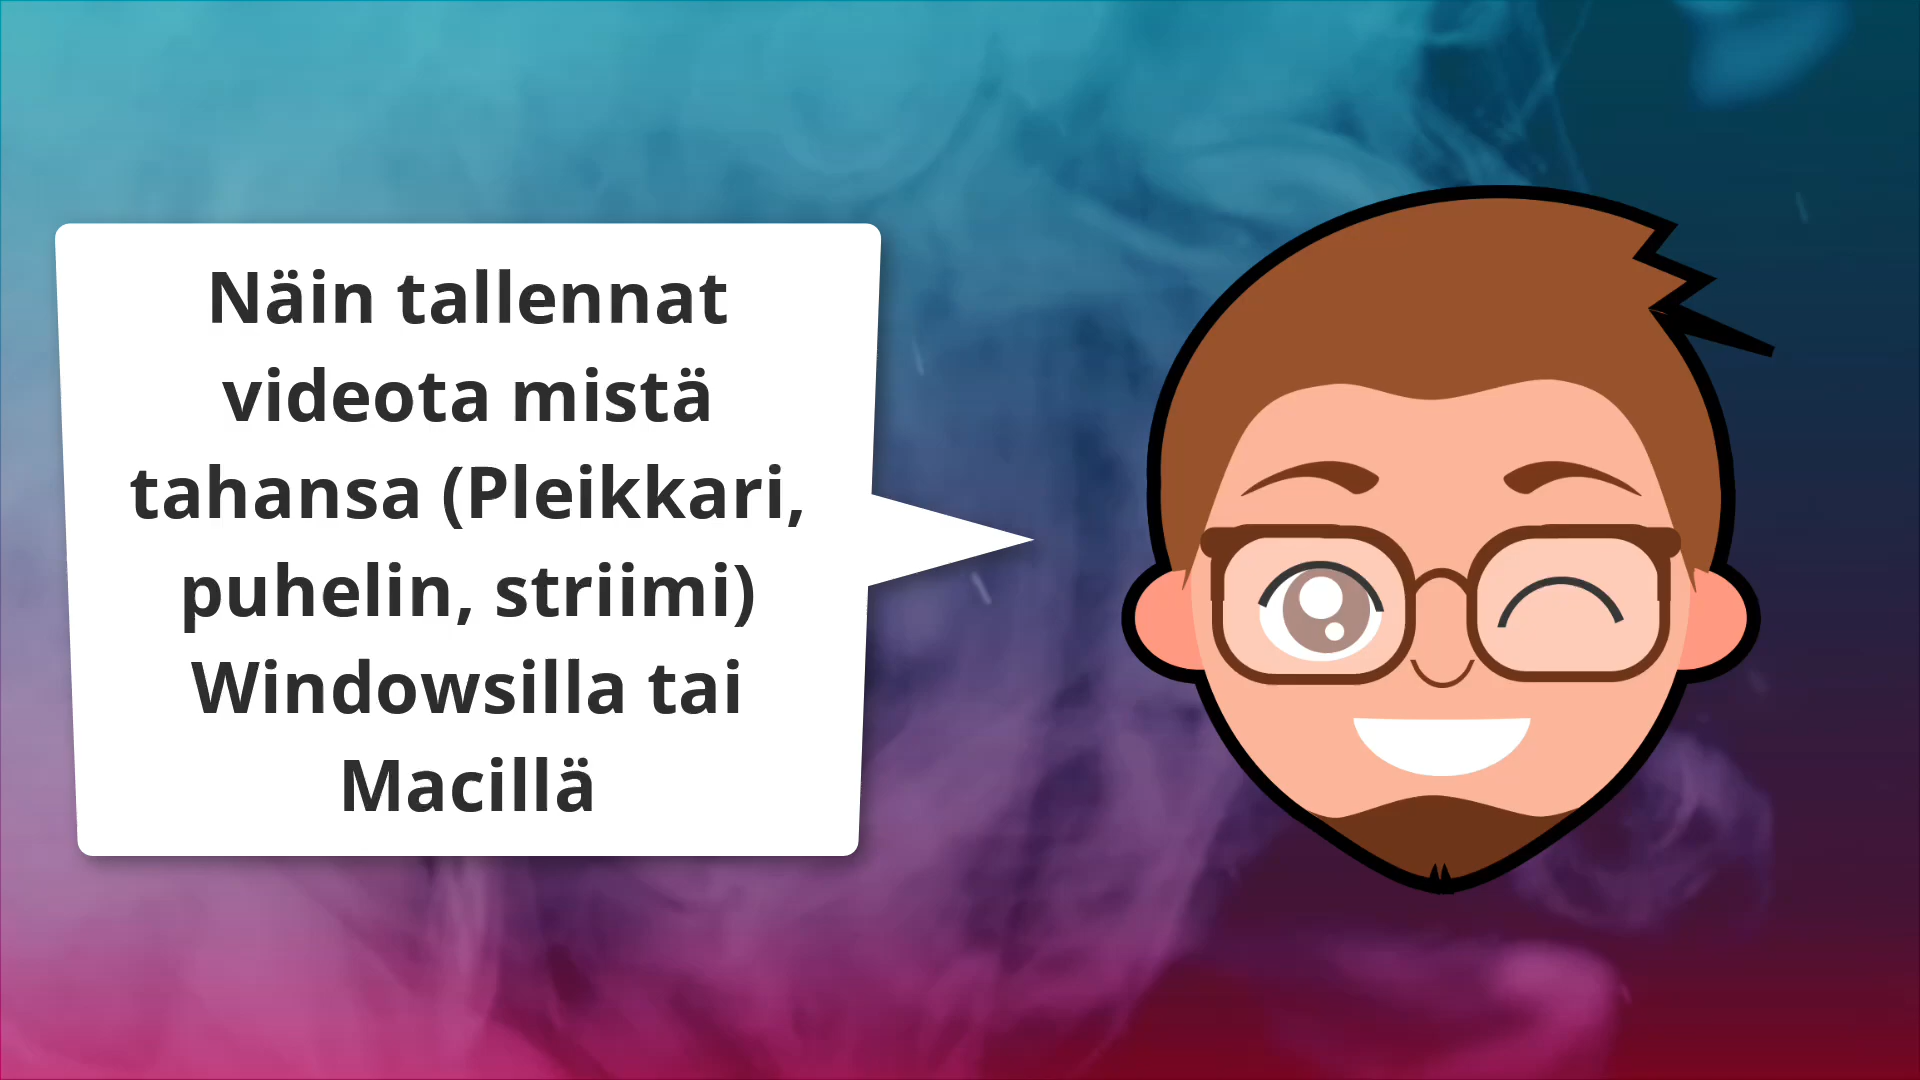 Näin tallennat
videota mistä
tahansa (Pleikkari,
puhelin, striimi)
Windowsilla tai
Macillä